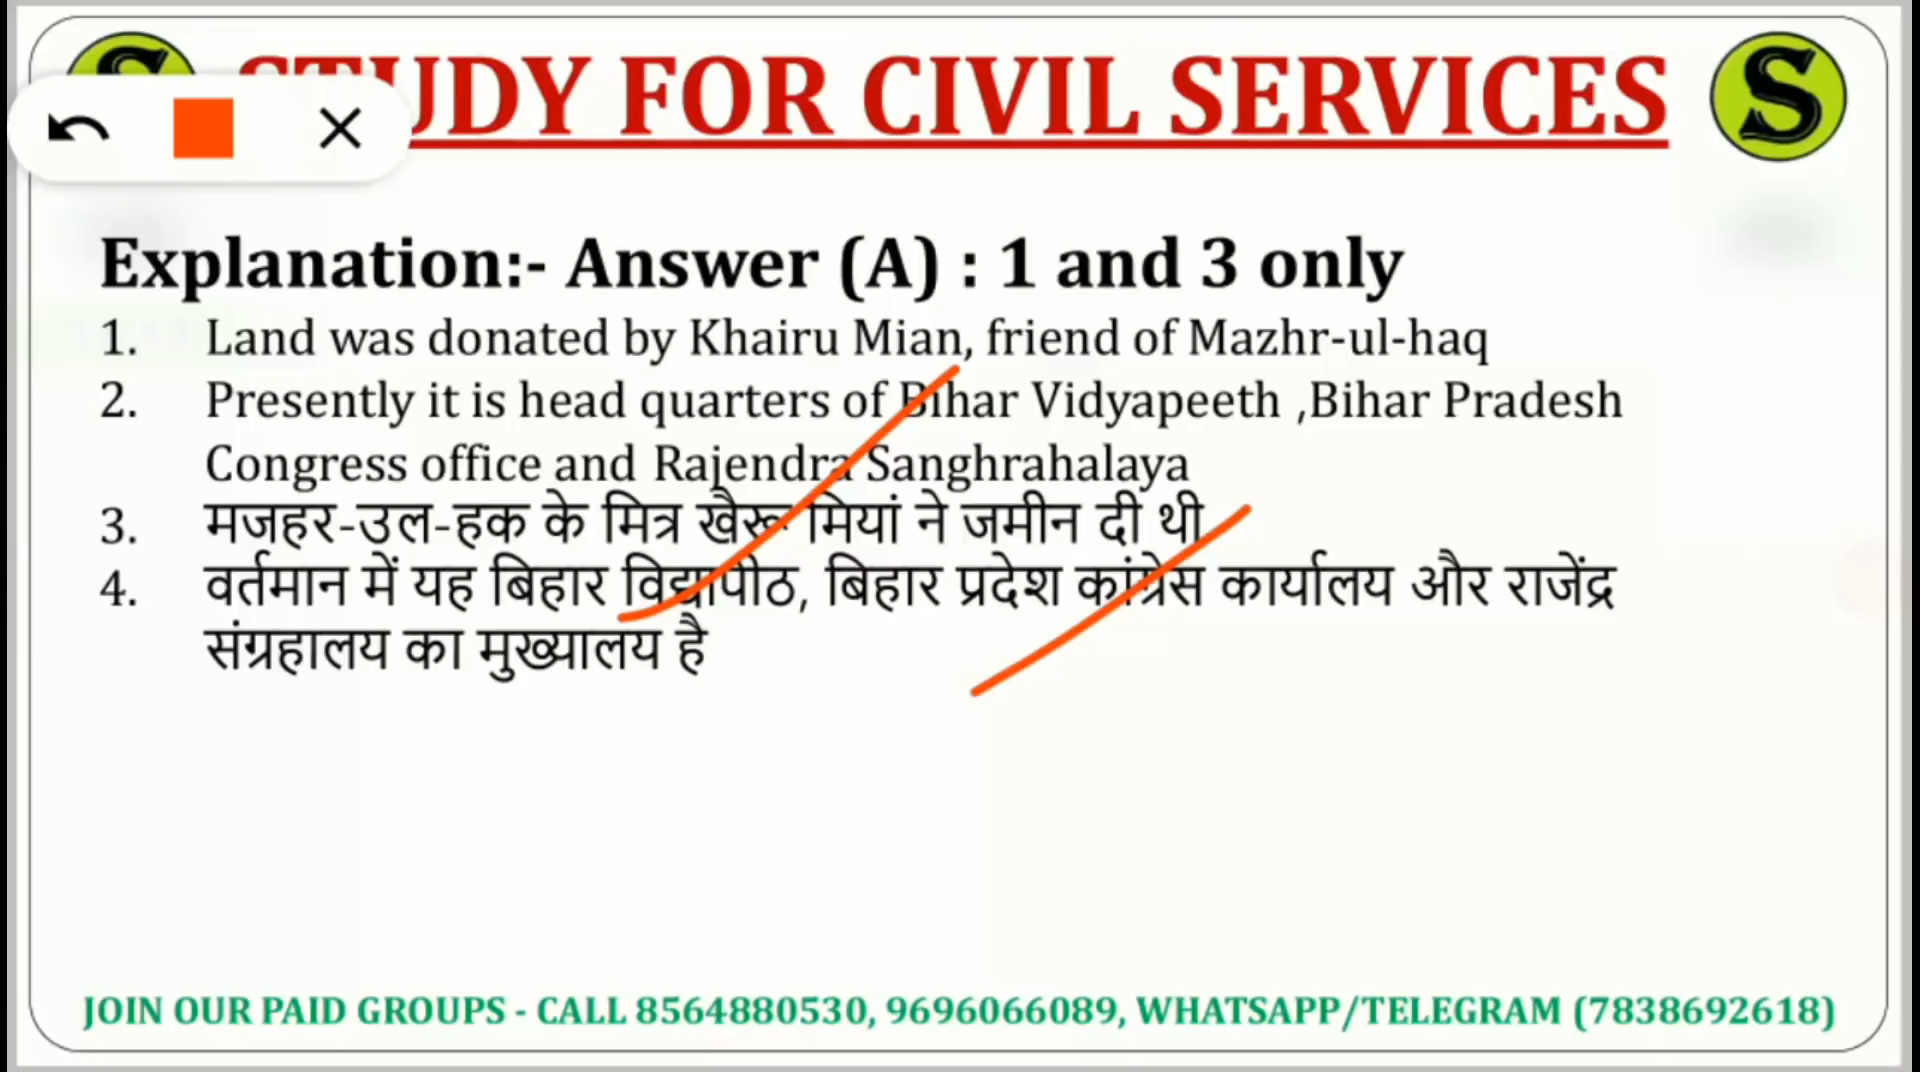 STUDY FOR CIVIL SERVICES
Explanation:- Answer (A) : 1 and 3 only
1. Land was donated by Khairu Mian, friend of Mazhr-ul-haq
2. Presently it is head quarters of Bihar Vidyapeeth ,Bihar Pradesh
Congress office and Rajendra Sanghrahalaya
3. मजहर-उल-हक के मित्र खैरू मियां ने जमीन दी थी
4. वर्तमान में यह बिहार विद्यापीठ, बिहार प्रदेश कांग्रेस कार्यालय और राजेंद्र
संग्रहालय का मुख्यालय है
JOIN OUR PAID GROUPS - CALL 8564880530, 9696066089, WHATSAPP/TELEGRAM (7838692618)